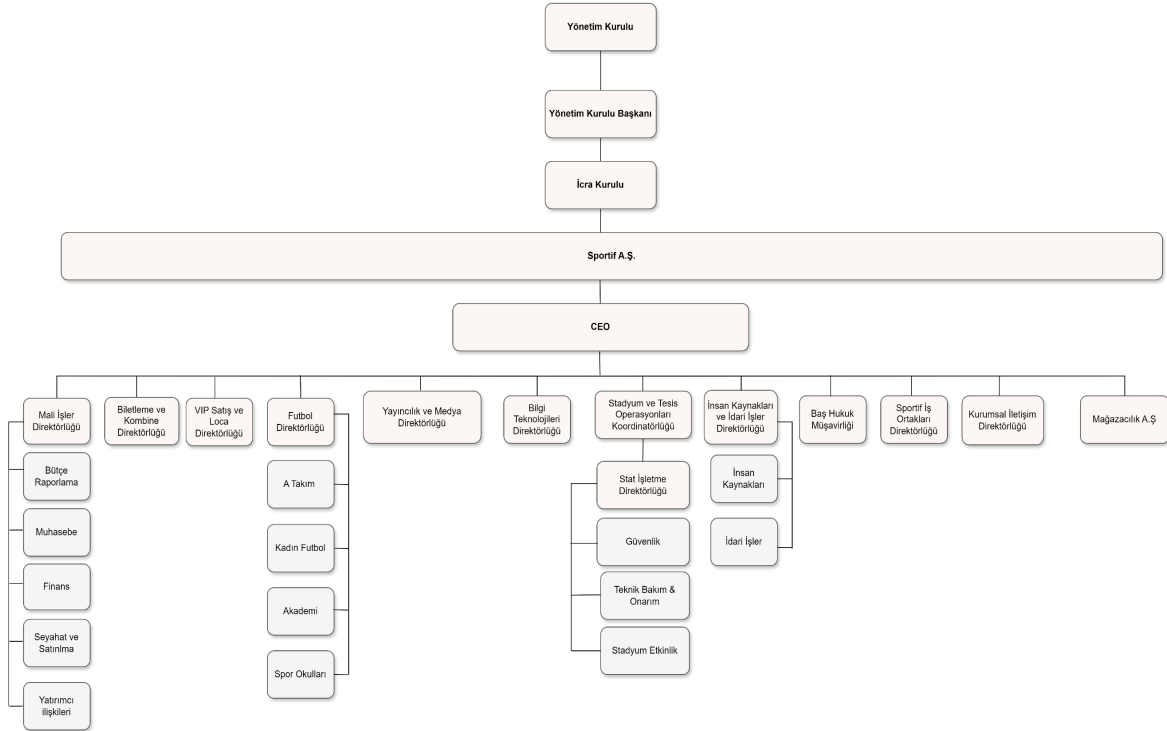 Yönetim Kurulu
Yönetim Kurulu Başkanı
İcra Kurulu
Sportif A.Ş.
CEO
Mali İşler
Direktörlüğü
Biletleme ve
Kombine
Direktörlüğü
VIP Satış ve
Loca
Direktörlüğü
Futbol
Direktörlüğü
Yayıncılık ve Medya
Direktörlüğü
Bilgi
Teknolojileri
Direktörlüğü
Stadyum ve Tesis
Operasyonları
Koordinatörlüğü
İnsan Kaynakları
ve İdari İşler
Direktörlüğü
Baş Hukuk
Müşavirliği
Sportif İş
Ortakları
Direktörlüğü
Kurumsal İletişim
Direktörlüğü
Mağazacılık A.Ş
Bütçe
Raporlama
Muhasebe
Finans
Seyahat ve
Satınlma
Yatırımcı
ilişkileri
A Takım
Kadın Futbol
Akademi
Spor Okulları
Stat İşletme
Direktörlüğü
Güvenlik
Teknik Bakım &
Onarım
Stadyum Etkinlik
İnsan
Kaynakları
İdari İşler